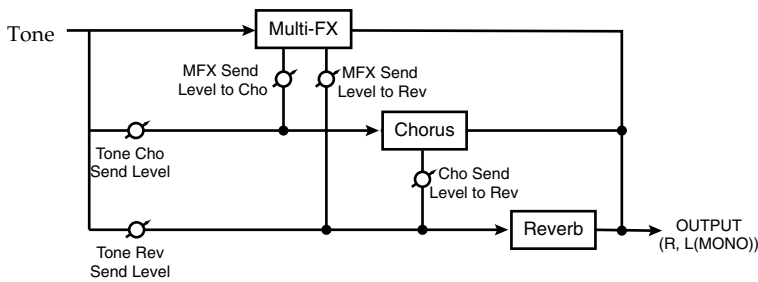 Tone
Multi-FX
MFX Send
Level to Cho
MFX Send
Level to Rev
Chorus
Tone Cho
Send Level
Cho Send
Level to Rev
Reverb
OUTPUT
(R, L(MONO))
Tone Rev
Send Level